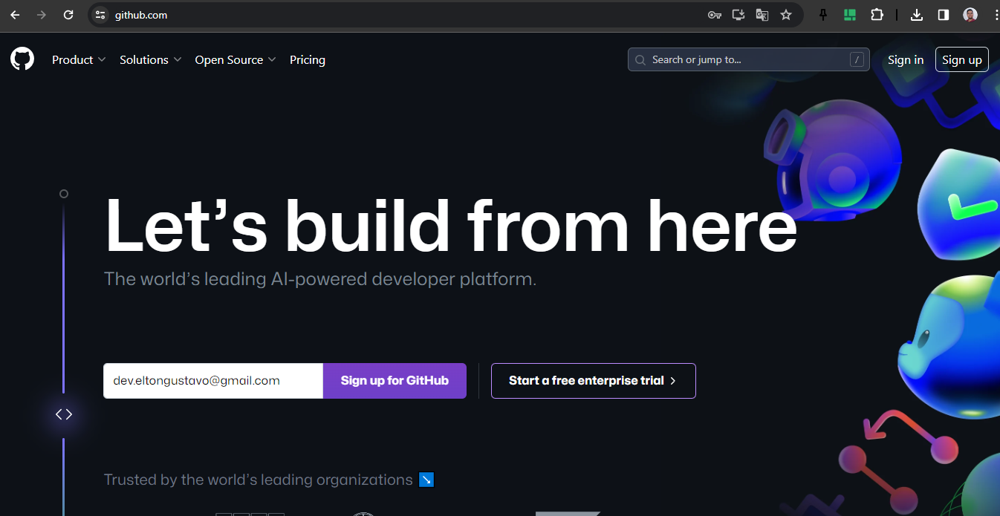 github.com
Product
Solutions
Open Source
Pricing
Search or jump to...
/
Sign in
Sign up
Let’s build from here
The world’s leading AI-powered developer platform.
dev.eltongustavo@gmail.com
Sign up for GitHub
Start a free enterprise trial
Trusted by the world’s leading organizations